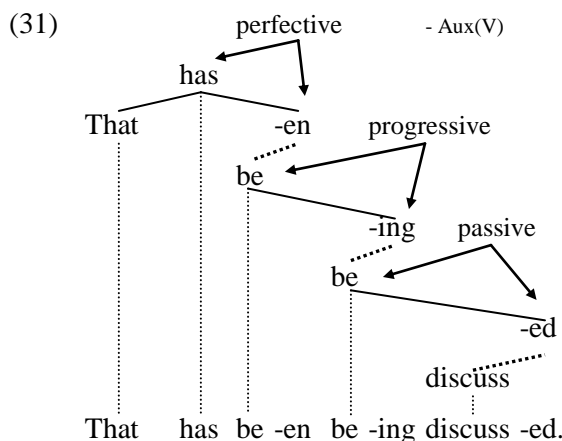 (31) perfective - Aux(V)
has
That -en progressive
be
-ing passive
be
-ed
discuss
That has be -en be -ing discuss -ed.